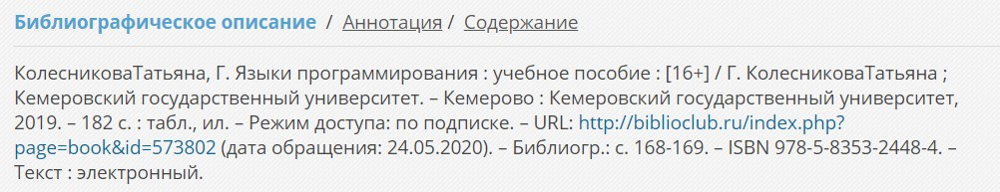 Библиографическое описание / Аннотация / Содержание
КолесниковаТатьяна, Г. Языки программирования : учебное пособие : [16+] / Г. КолесниковаТатьяна ;
Кемеровский государственный университет. – Кемерово : Кемеровский государственный университет,
2019. – 182 с. : табл., ил. – Режим доступа: по подписке. – URL: http://biblioclub.ru/index.php?
page=book&id=573802 (дата обращения: 24.05.2020). – Библиогр.: с. 168-169. – ISBN 978-5-8353-2448-4. –
Текст : электронный.